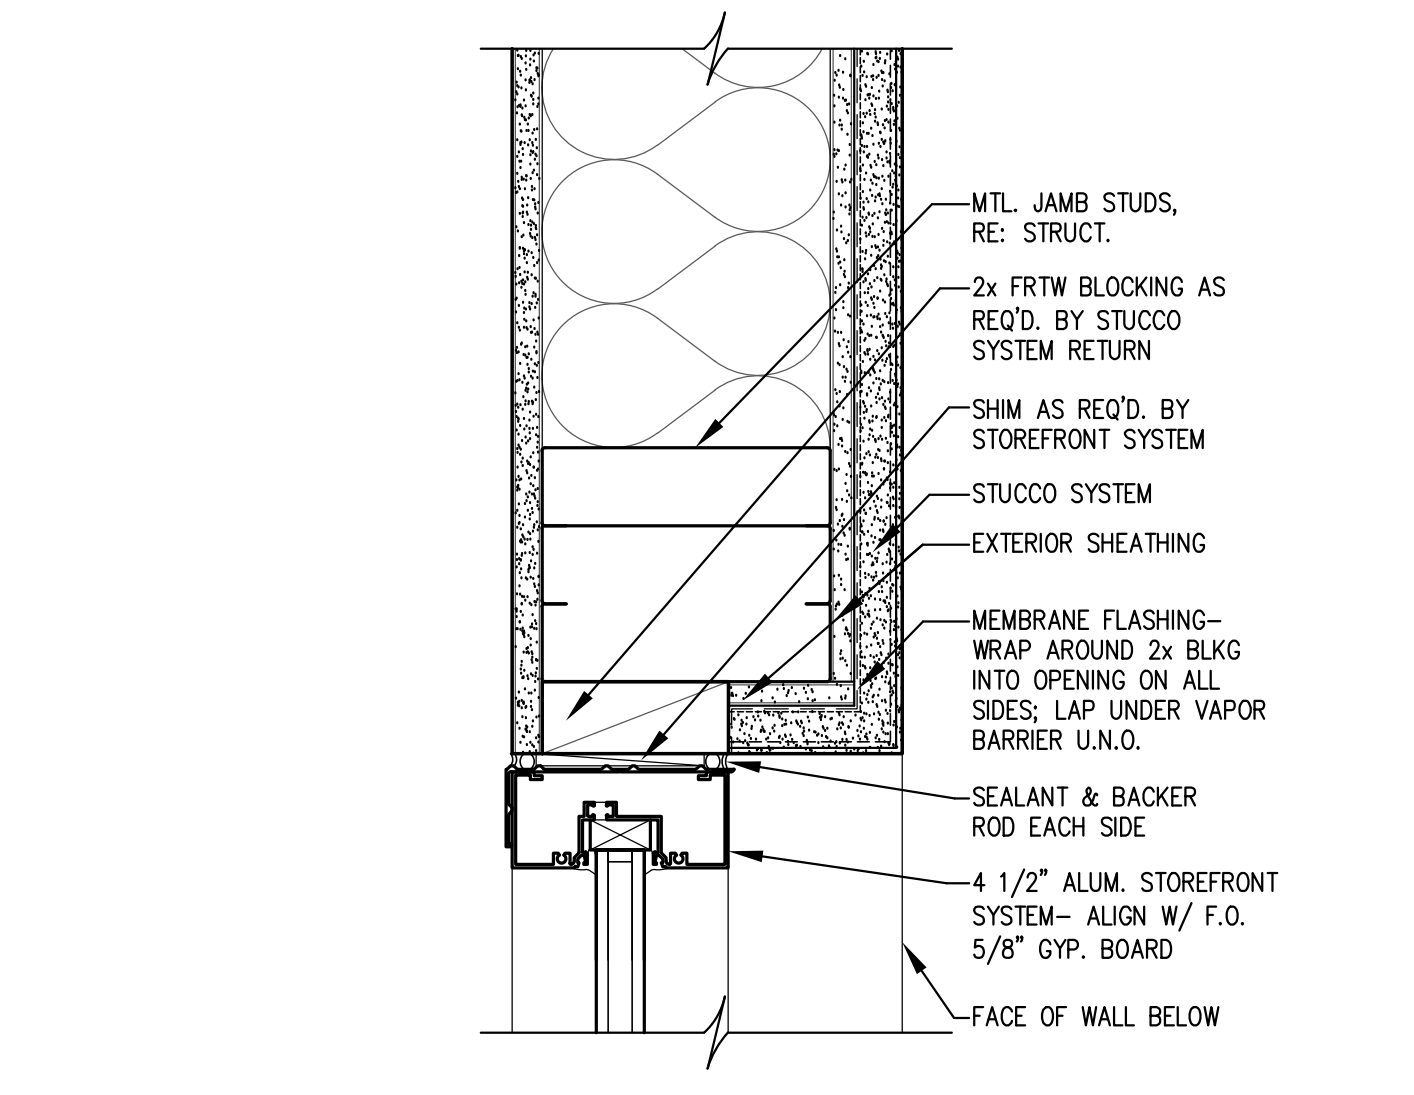 MTL. JAMB STUDS,
RE: STRUCT.
2x FRTW BLOCKING AS
REQ'D. BY STUCCO
SYSTEM RETURN
SHIM AS REQ'D. BY
STOREFRONT SYSTEM
STUCCO SYSTEM
EXTERIOR SHEATHING
MEMBRANE FLASHING-
WRAP AROUND 2x BLKG
INTO OPENING ON ALL
SIDES; LAP UNDER VAPOR
BARRIER U.N.O.
SEALANT & BACKER
ROD EACH SIDE
4 1/2" ALUM. STOREFRONT
SYSTEM- ALIGN W/ F.O.
5/8" GYP. BOARD
FACE OF WALL BELOW